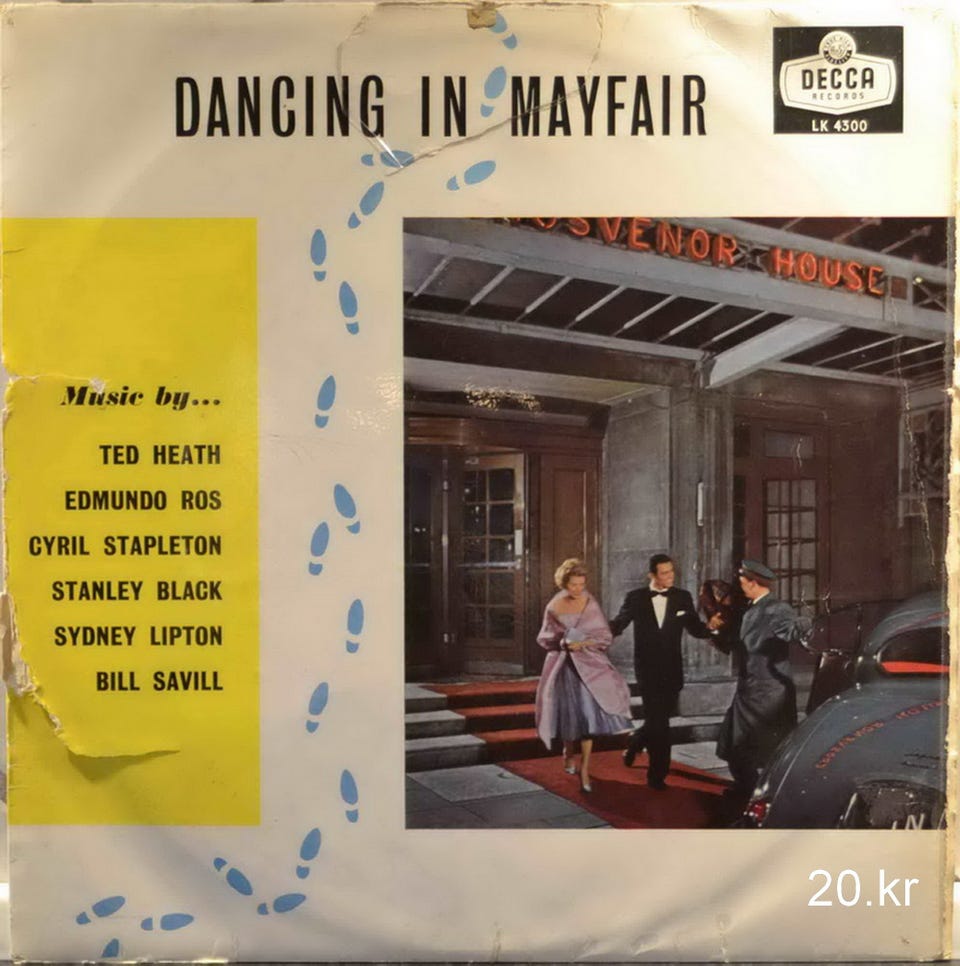 DANCING IN MAYFAIR
DECCA
RECORDS
LK 4300
OSVENOR HOUSE
Music by...
TED HEATH
EDMUNDO ROS
CYRIL STAPLETON
STANLEY BLACK
SYDNEY LIPTON
BILL SAVILL
20.kr